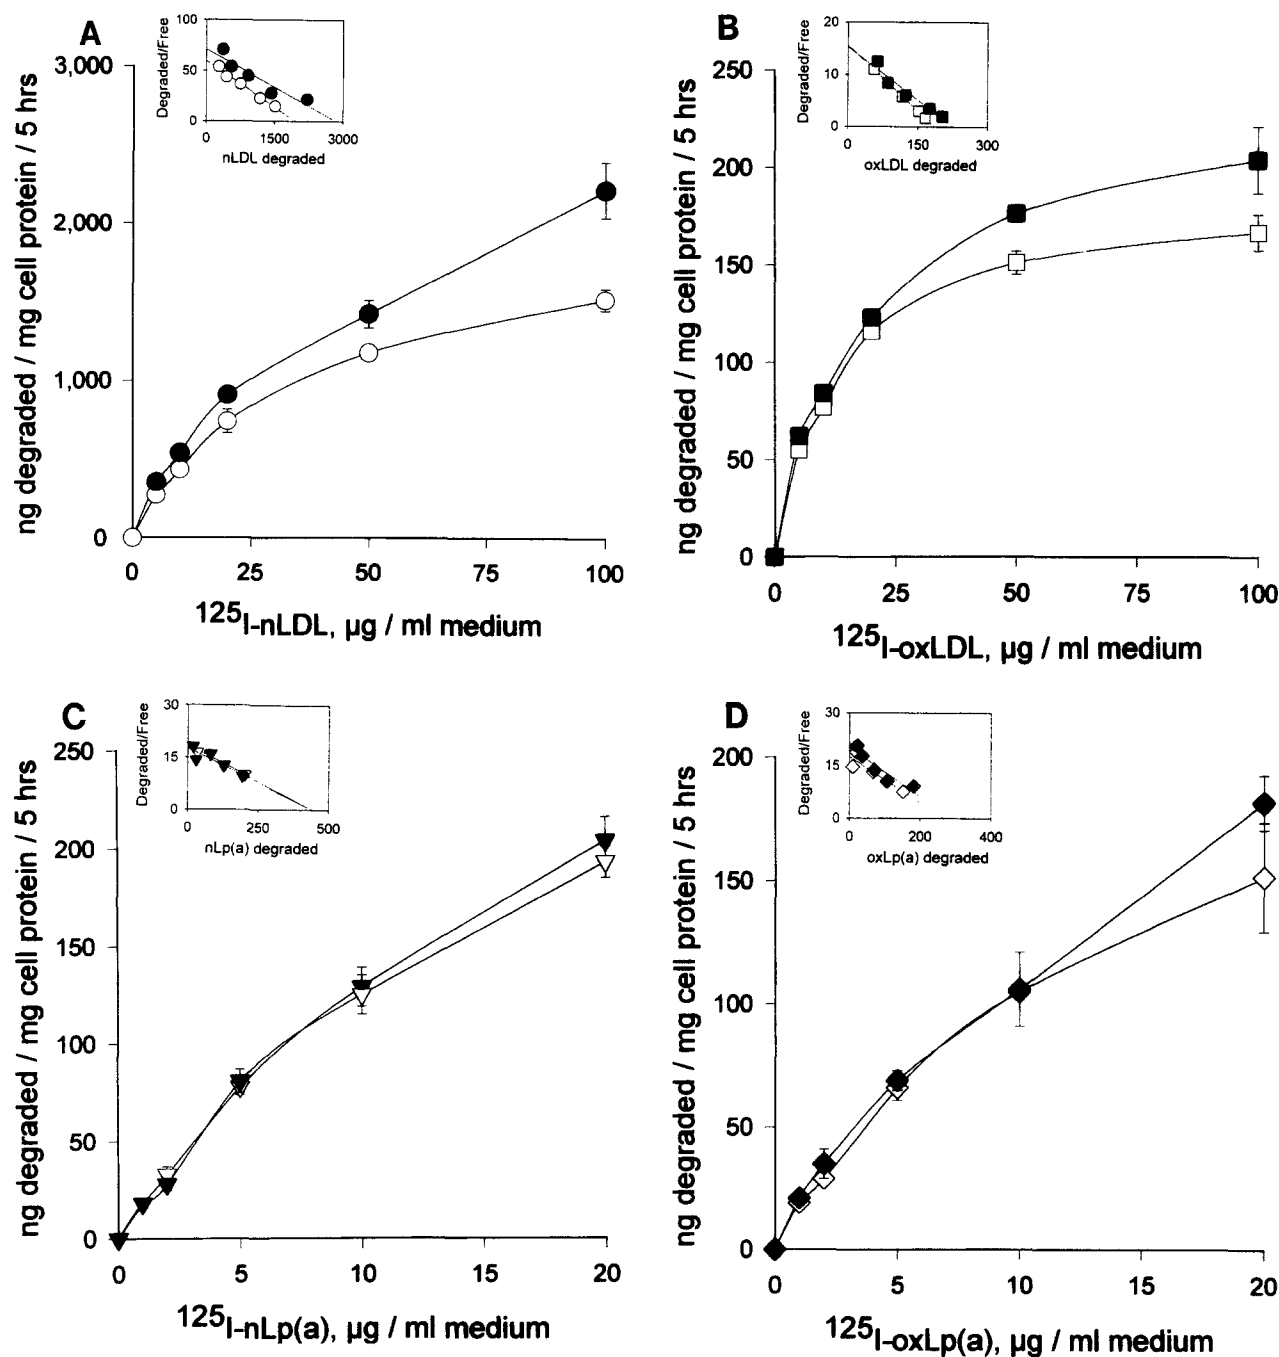 A
Degraded/Free
100
50
0
0 1500 3000
nLDL degraded
ng degraded / mg cell protein / 5 hrs
3,000
2,000
1,000
0
0 25 50 75 100
125I-nLDL, µg / ml medium
B
Degraded/Free
20
10
0
0 150 300
oxLDL degraded
ng degraded / mg cell protein / 5 hrs
250
200
150
100
50
0
0 25 50 75 100
125I-oxLDL, µg / ml medium
C
Degraded/Free
30
15
0
0 250 500
nLp(a) degraded
ng degraded / mg cell protein / 5 hrs
250
200
150
100
50
0
0 5 10 15 20
125I-nLp(a), µg / ml medium
D
Degraded/Free
30
15
0
0 200 400
oxLp(a) degraded
ng degraded / mg cell protein / 5 hrs
200
150
100
50
0
0 5 10 15 20
125I-oxLp(a), µg / ml medium